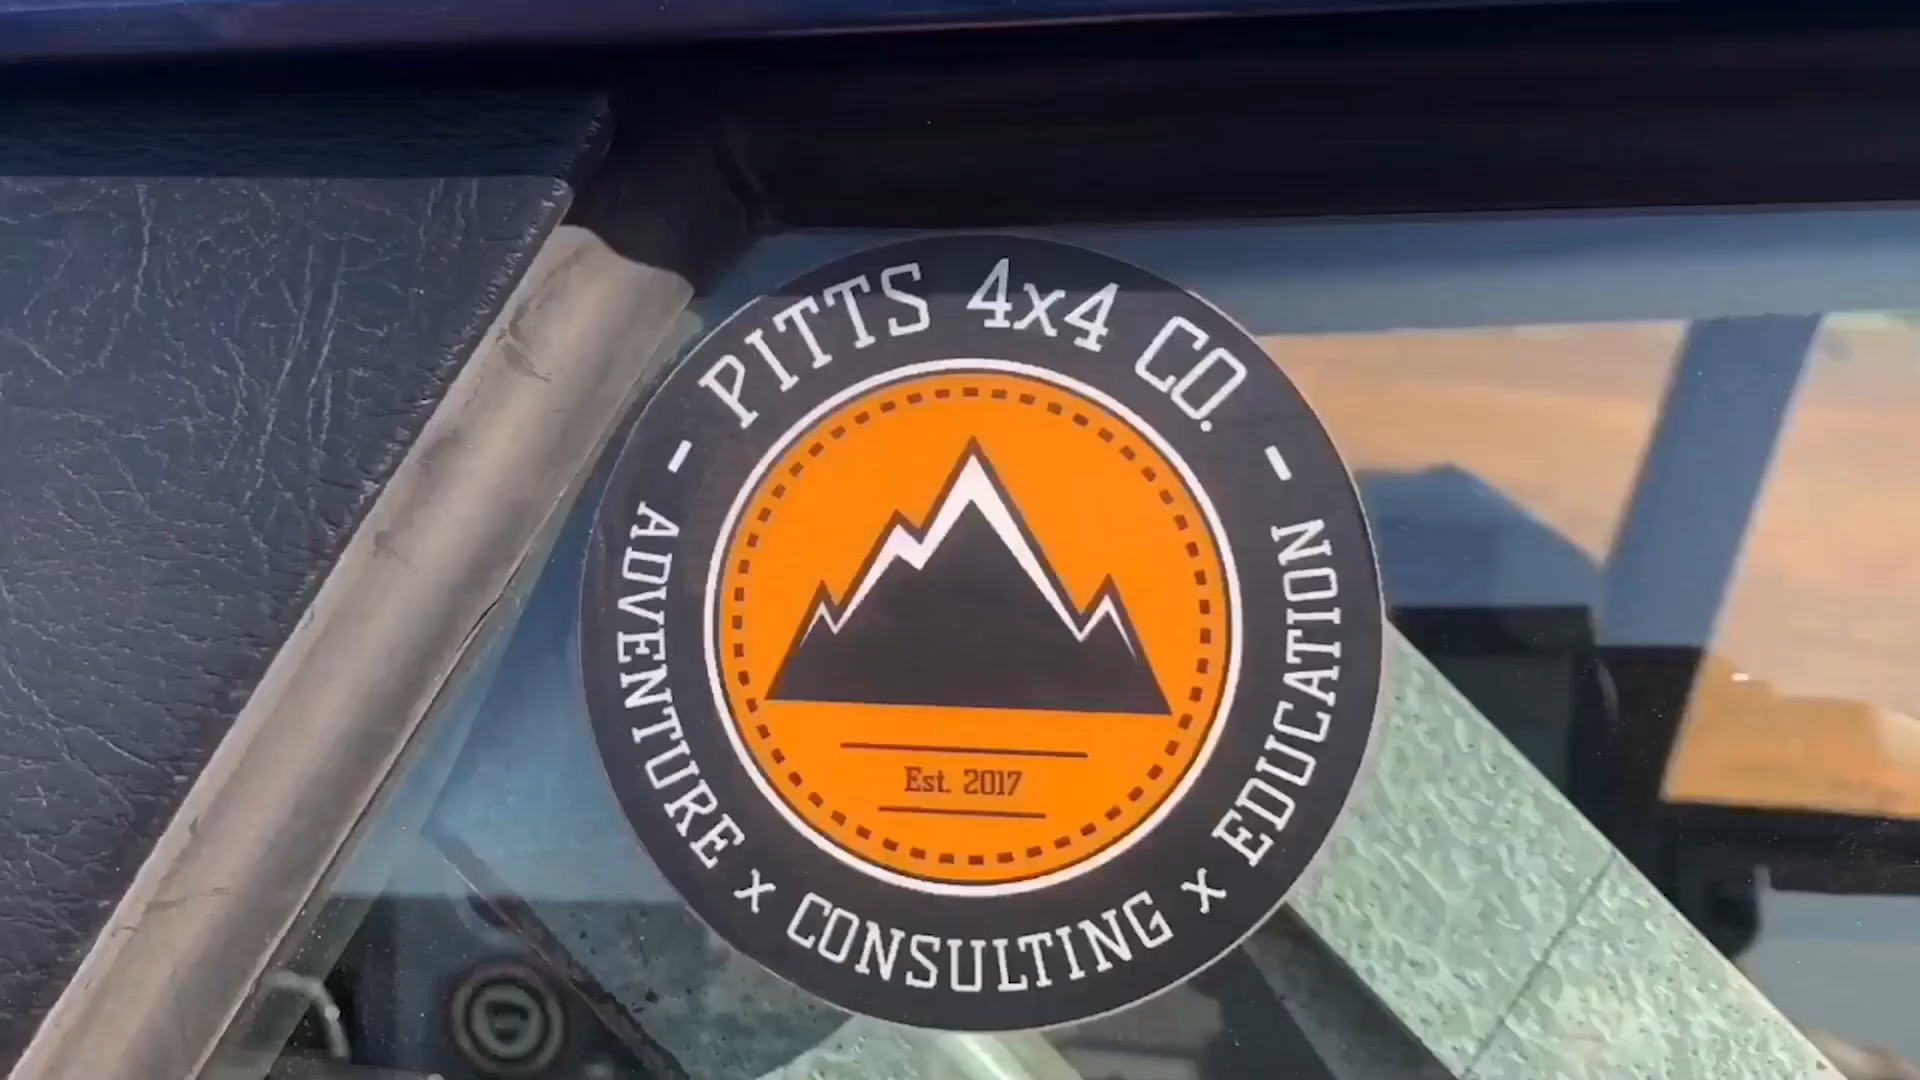 - PITTS 4x4 CO. -
ADVENTURE x CONSULTING x EDUCATION
Est. 2017